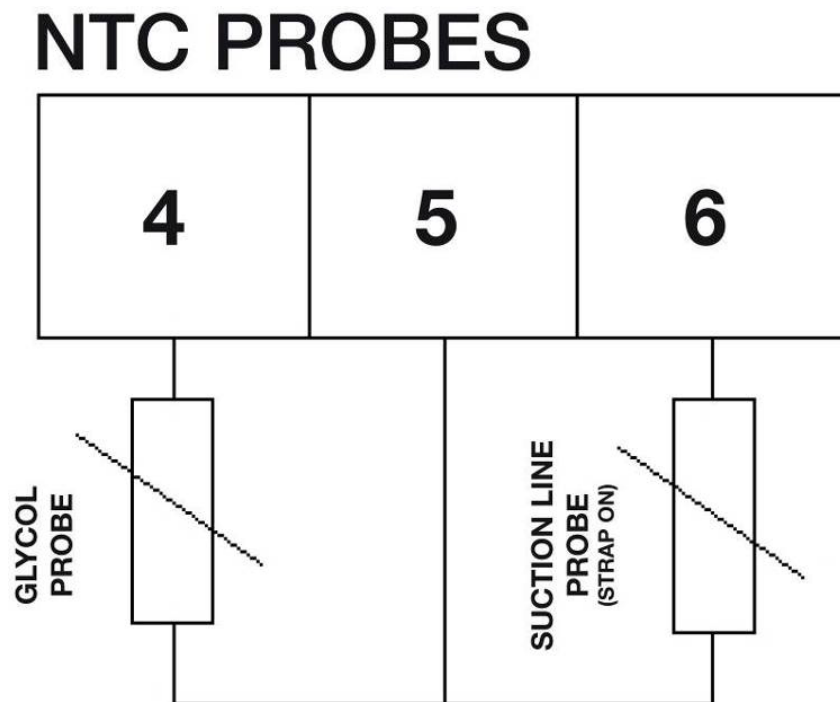 NTC PROBES
4
5
6
GLYCOL
PROBE
SUCTION LINE
PROBE
(STRAP ON)